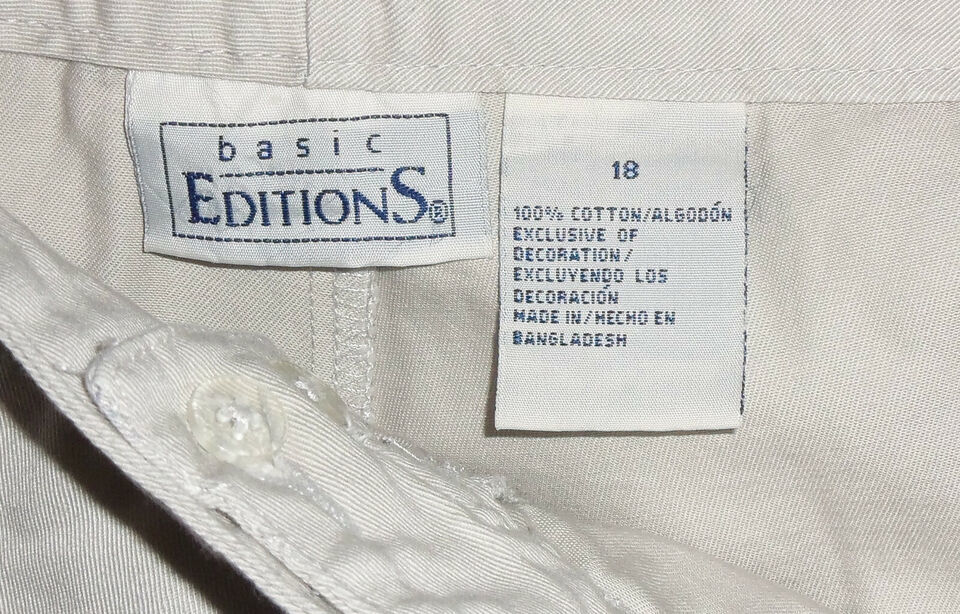 basic
EDITIONS®
18
100% COTTON/ALGODÓN
EXCLUSIVE OF
DECORATION/
EXCLUYENDO LOS
DECORACIÓN
MADE IN/HECHO EN
BANGLADESH